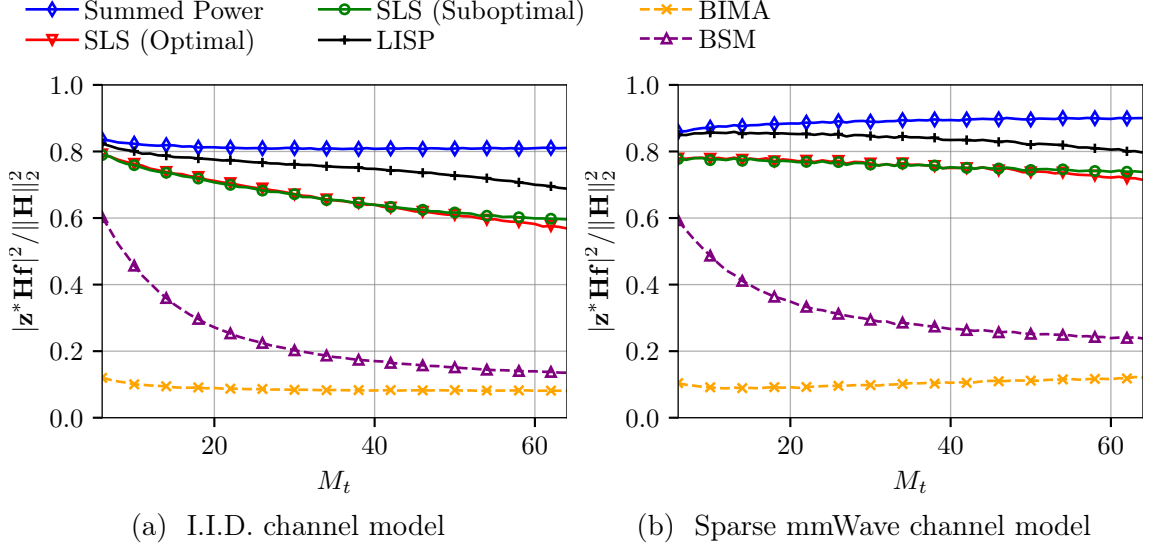 Summed Power
SLS (Optimal)
SLS (Suboptimal)
LISP
BIMA
BSM
1.0
0.8
0.6
0.4
0.2
0.0
|z*Hf|²/‖H‖₂²
20
40
60
Mₜ
(a) I.I.D. channel model
1.0
0.8
0.6
0.4
0.2
0.0
|z*Hf|²/‖H‖₂²
20
40
60
Mₜ
(b) Sparse mmWave channel model